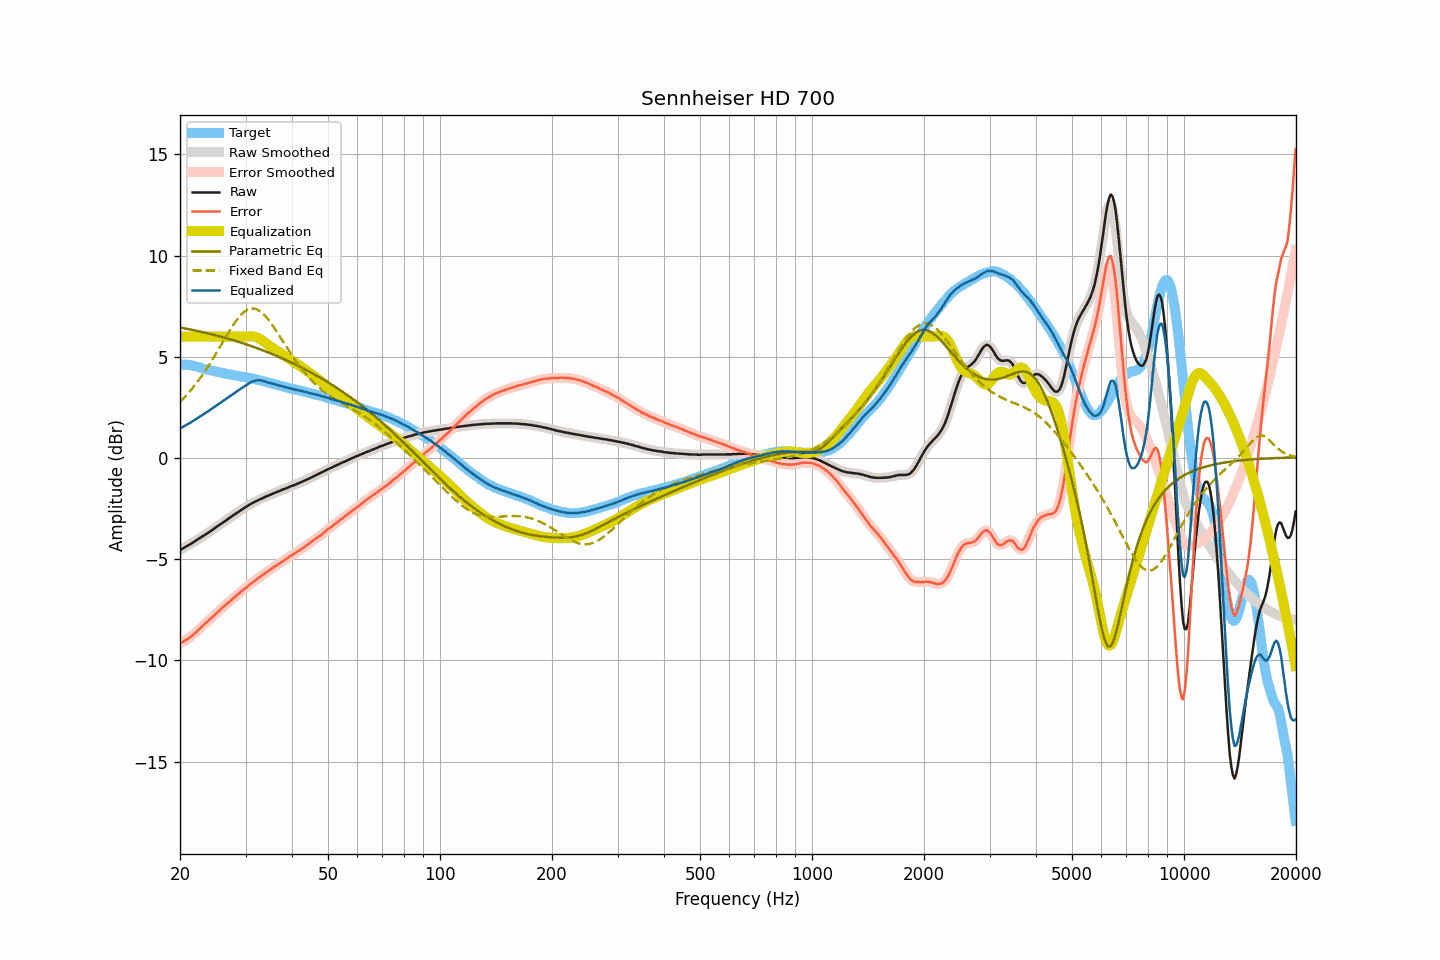 Sennheiser HD 700
Target
Raw Smoothed
Error Smoothed
Raw
Error
Equalization
Parametric Eq
Fixed Band Eq
Equalized
15
10
5
0
−5
−10
−15
Amplitude (dBr)
20 50 100 200 500 1000 2000 5000 10000 20000
Frequency (Hz)